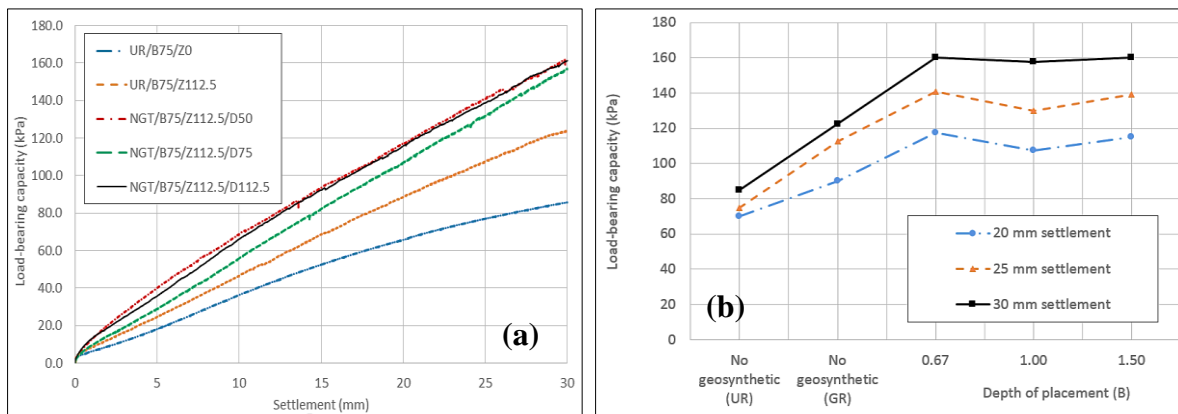 180.0
160.0
140.0
120.0
100.0
80.0
60.0
40.0
20.0
0.0
Load-bearing capacity (kPa)
UR/B75/Z0
UR/B75/Z112.5
NGT/B75/Z112.5/D50
NGT/B75/Z112.5/D75
NGT/B75/Z112.5/D112.5
(a)
0 5 10 15 20 25 30
Settlement (mm)
180
160
140
120
100
80
60
40
20
0
Load-bearing capacity (kPa)
20 mm settlement
25 mm settlement
30 mm settlement
(b)
No geosynthetic (UR)
No geosynthetic (GR)
0.67 1.00 1.50
Depth of placement (B)